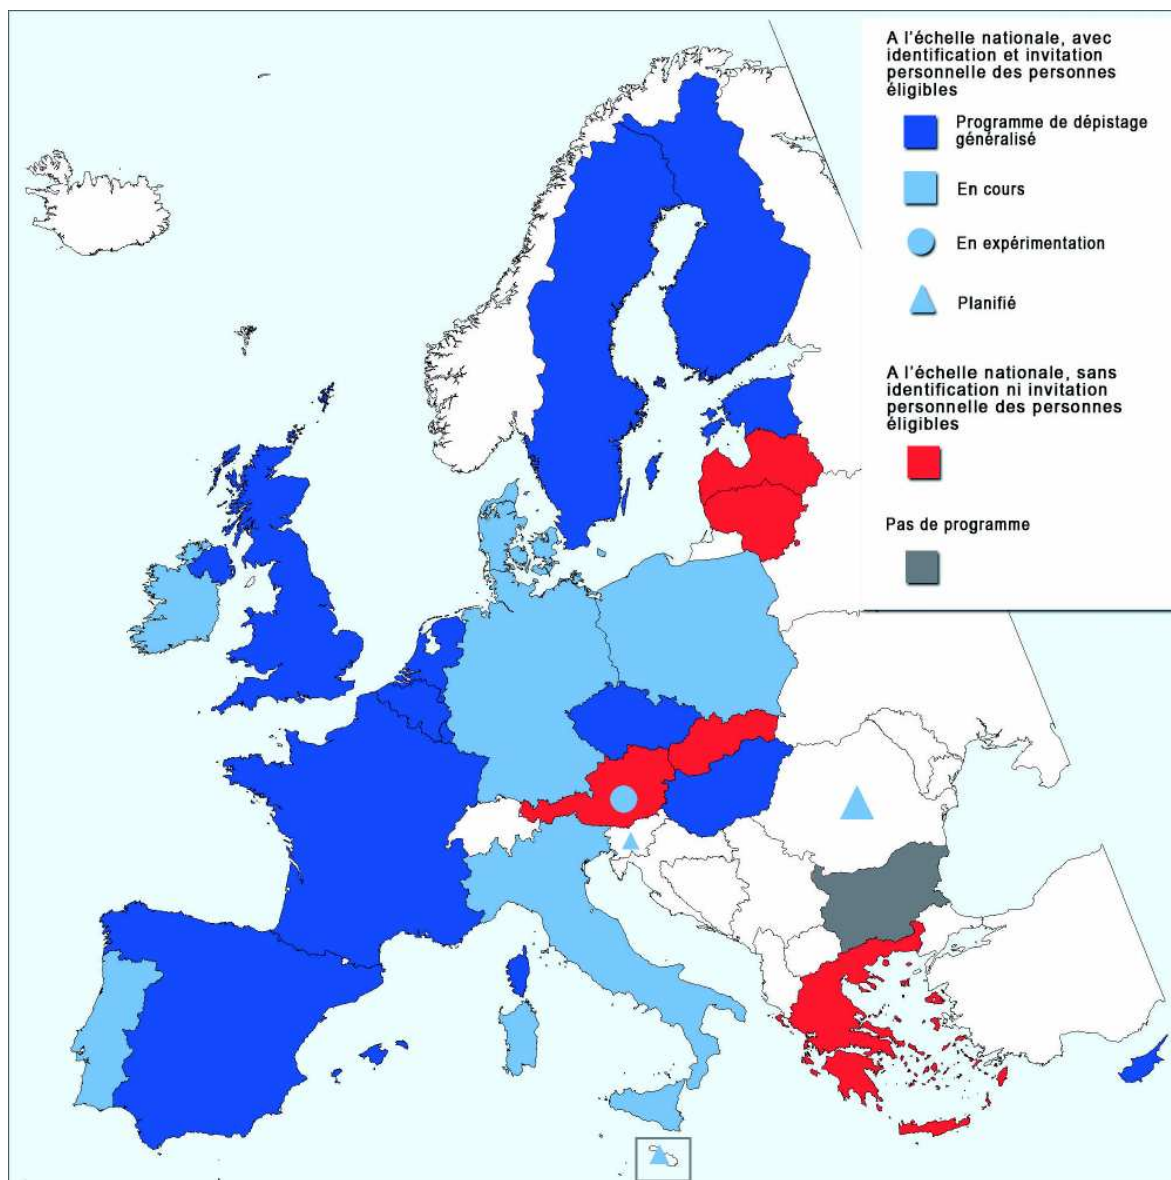 A l'échelle nationale, avec
identification et invitation
personnelle des personnes
éligibles
Programme de dépistage
généralisé
En cours
En expérimentation
Planifié
A l'échelle nationale, sans
identification ni invitation
personnelle des personnes
éligibles
Pas de programme